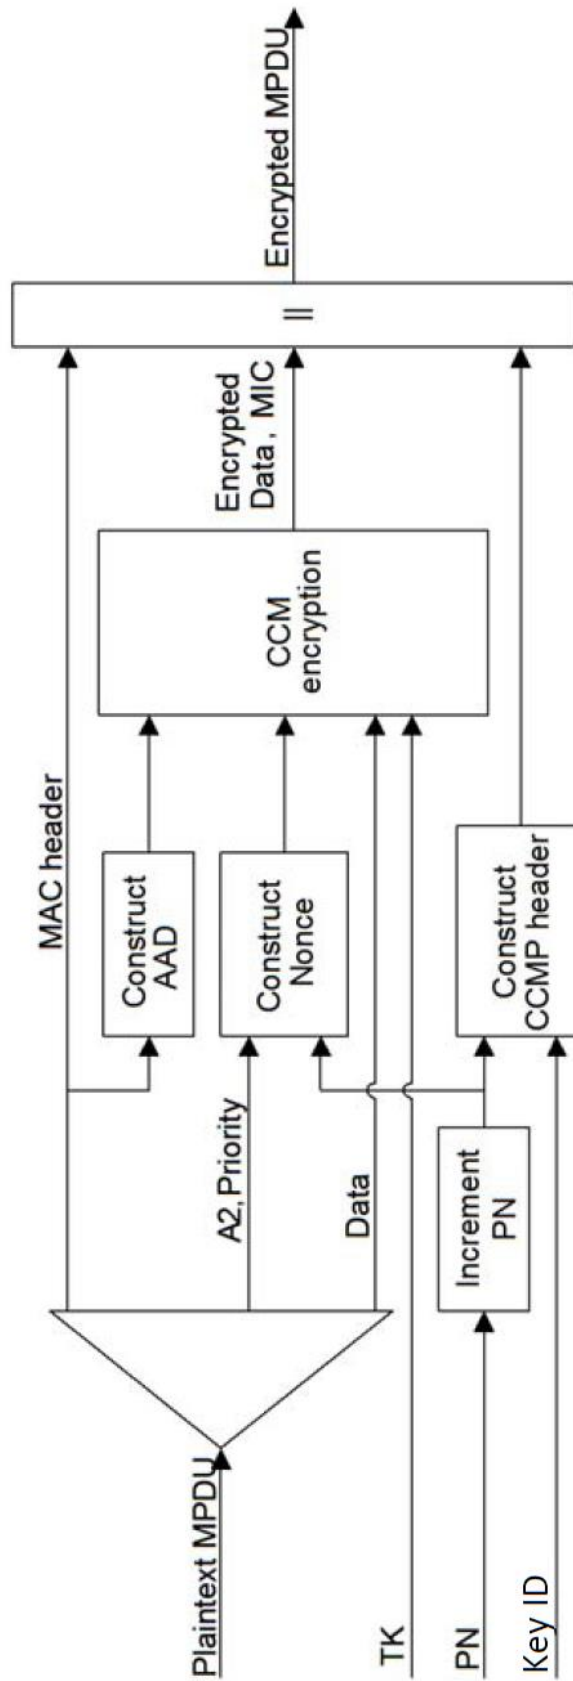 Plaintext MPDU
TK
PN
Key ID
MAC header
A2, Priority
Data
Increment
PN
Construct
AAD
Construct
Nonce
Construct
CCMP header
CCM
encryption
Encrypted
Data , MIC
||
Encrypted MPDU